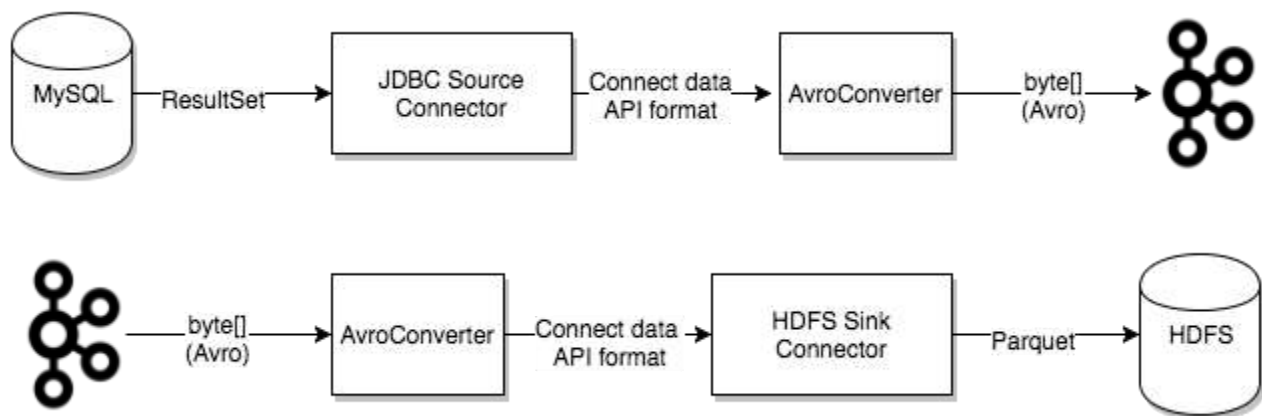 MySQL
ResultSet
JDBC Source
Connector
Connect data
API format
AvroConverter
byte[]
(Avro)
byte[]
(Avro)
AvroConverter
Connect data
API format
HDFS Sink
Connector
Parquet
HDFS